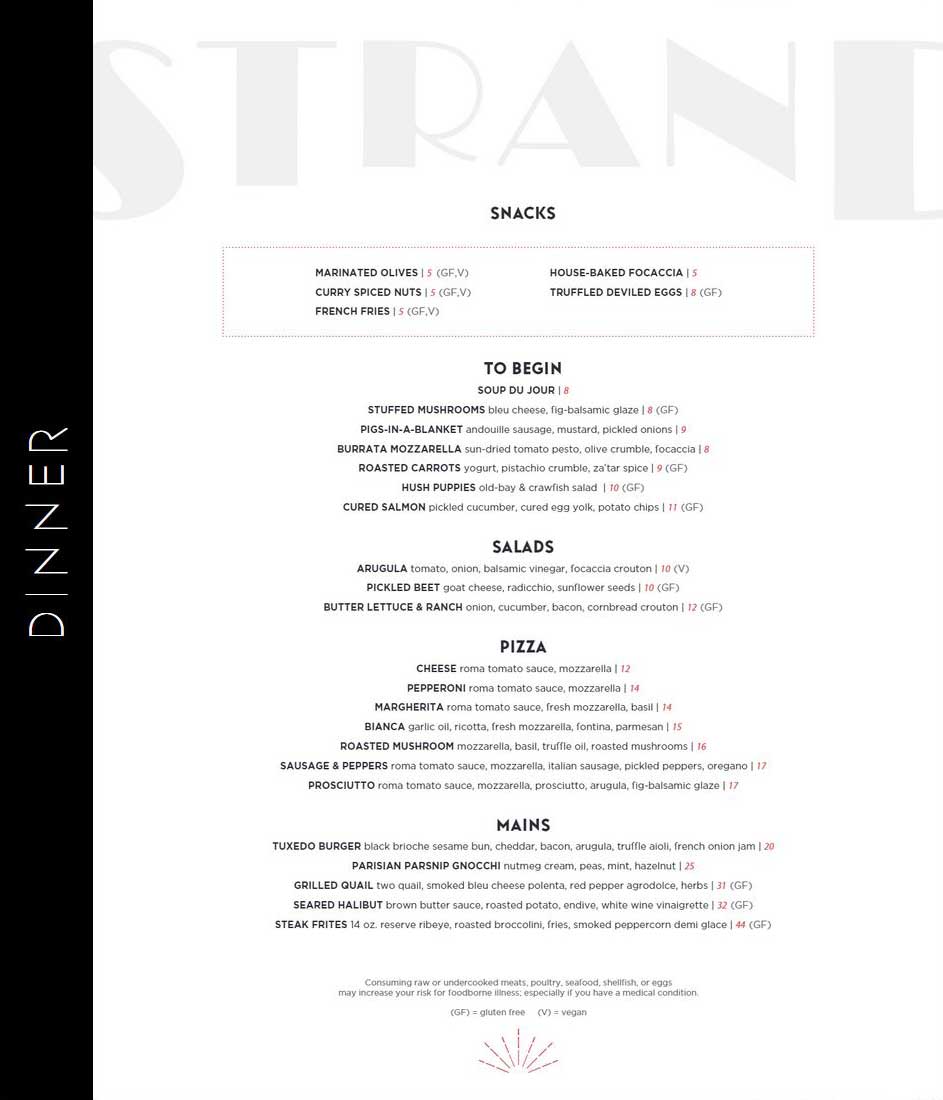 STRAND
DINNER
SNACKS
MARINATED OLIVES | 5 (GF,V)
CURRY SPICED NUTS | 5 (GF,V)
FRENCH FRIES | 5 (GF,V)
HOUSE-BAKED FOCACCIA | 5
TRUFFLED DEVILED EGGS | 8 (GF)
TO BEGIN
SOUP DU JOUR | 8
STUFFED MUSHROOMS bleu cheese, fig-balsamic glaze | 8 (GF)
PIGS-IN-A-BLANKET andouille sausage, mustard, pickled onions | 9
BURRATA MOZZARELLA sun-dried tomato pesto, olive crumble, focaccia | 8
ROASTED CARROTS yogurt, pistachio crumble, za'tar spice | 9 (GF)
HUSH PUPPIES old-bay & crawfish salad | 10 (GF)
CURED SALMON pickled cucumber, cured egg yolk, potato chips | 11 (GF)
SALADS
ARUGULA tomato, onion, balsamic vinegar, focaccia crouton | 10 (V)
PICKLED BEET goat cheese, radicchio, sunflower seeds | 10 (GF)
BUTTER LETTUCE & RANCH onion, cucumber, bacon, cornbread crouton | 12 (GF)
PIZZA
CHEESE roma tomato sauce, mozzarella | 12
PEPPERONI roma tomato sauce, mozzarella | 14
MARGHERITA roma tomato sauce, fresh mozzarella, basil | 14
BIANCA garlic oil, ricotta, fresh mozzarella, fontina, parmesan | 15
ROASTED MUSHROOM mozzarella, basil, truffle oil, roasted mushrooms | 16
SAUSAGE & PEPPERS roma tomato sauce, mozzarella, italian sausage, pickled peppers, oregano | 17
PROSCIUTTO roma tomato sauce, mozzarella, prosciutto, arugula, fig-balsamic glaze | 17
MAINS
TUXEDO BURGER black brioche sesame bun, cheddar, bacon, arugula, truffle aioli, french onion jam | 20
PARISIAN PARSNIP GNOCCHI nutmeg cream, peas, mint, hazelnut | 25
GRILLED QUAIL two quail, smoked bleu cheese polenta, red pepper agrodolce, herbs | 31 (GF)
SEARED HALIBUT brown butter sauce, roasted potato, endive, white wine vinaigrette | 32 (GF)
STEAK FRITES 14 oz. reserve ribeye, roasted broccolini, fries, smoked peppercorn demi glace | 44 (GF)
Consuming raw or undercooked meats, poultry, seafood, shellfish, or eggs
may increase your risk for foodborne illness; especially if you have a medical condition.
(GF) = gluten free (V) = vegan